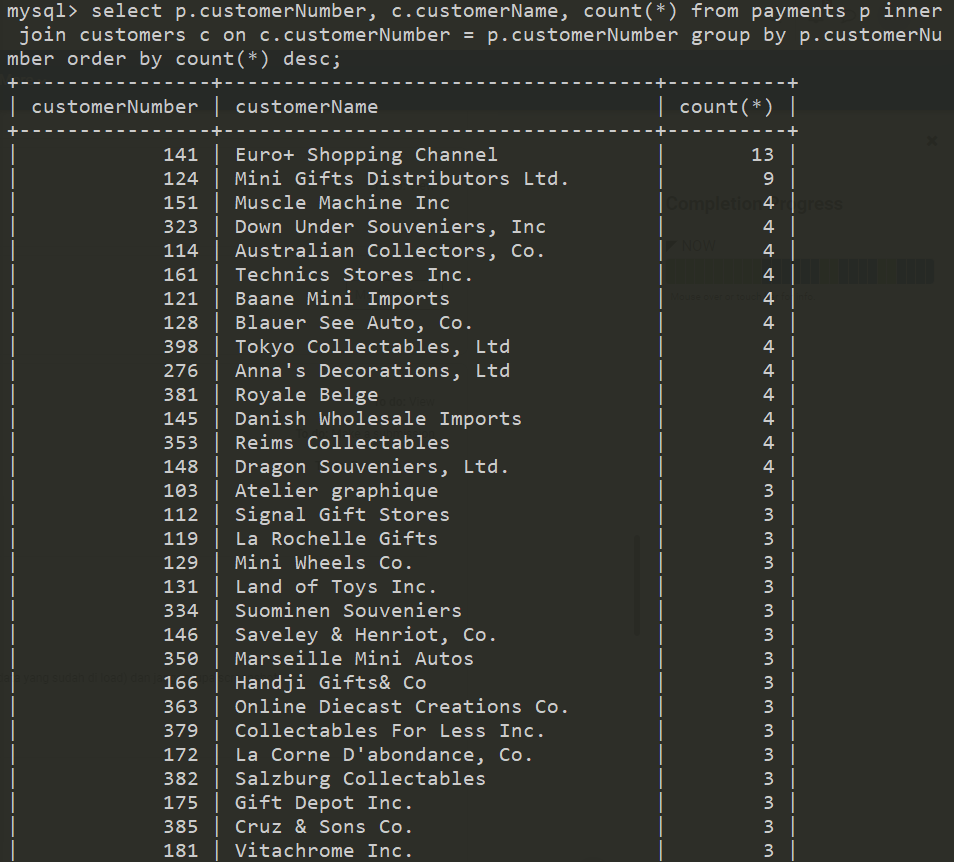 mysql> select p.customerNumber, c.customerName, count(*) from payments p inner
join customers c on c.customerNumber = p.customerNumber group by p.customerNu
mber order by count(*) desc;
+----------------+------------------------------------+----------+
| customerNumber | customerName | count(*) |
+----------------+------------------------------------+----------+
| 141 | Euro+ Shopping Channel | 13 |
| 124 | Mini Gifts Distributors Ltd. | 9 |
| 151 | Muscle Machine Inc | 4 |
| 323 | Down Under Souveniers, Inc | 4 |
| 114 | Australian Collectors, Co. | 4 |
| 161 | Technics Stores Inc. | 4 |
| 121 | Baane Mini Imports | 4 |
| 128 | Blauer See Auto, Co. | 4 |
| 398 | Tokyo Collectables, Ltd | 4 |
| 276 | Anna's Decorations, Ltd | 4 |
| 381 | Royale Belge | 4 |
| 145 | Danish Wholesale Imports | 4 |
| 353 | Reims Collectables | 4 |
| 148 | Dragon Souveniers, Ltd. | 4 |
| 103 | Atelier graphique | 3 |
| 112 | Signal Gift Stores | 3 |
| 119 | La Rochelle Gifts | 3 |
| 129 | Mini Wheels Co. | 3 |
| 131 | Land of Toys Inc. | 3 |
| 334 | Suominen Souveniers | 3 |
| 146 | Saveley & Henriot, Co. | 3 |
| 350 | Marseille Mini Autos | 3 |
| 166 | Handji Gifts& Co | 3 |
| 363 | Online Diecast Creations Co. | 3 |
| 379 | Collectables For Less Inc. | 3 |
| 172 | La Corne D'abondance, Co. | 3 |
| 382 | Salzburg Collectables | 3 |
| 175 | Gift Depot Inc. | 3 |
| 385 | Cruz & Sons Co. | 3 |
| 181 | Vitachrome Inc. | 3 |
Completion Progress
NOW